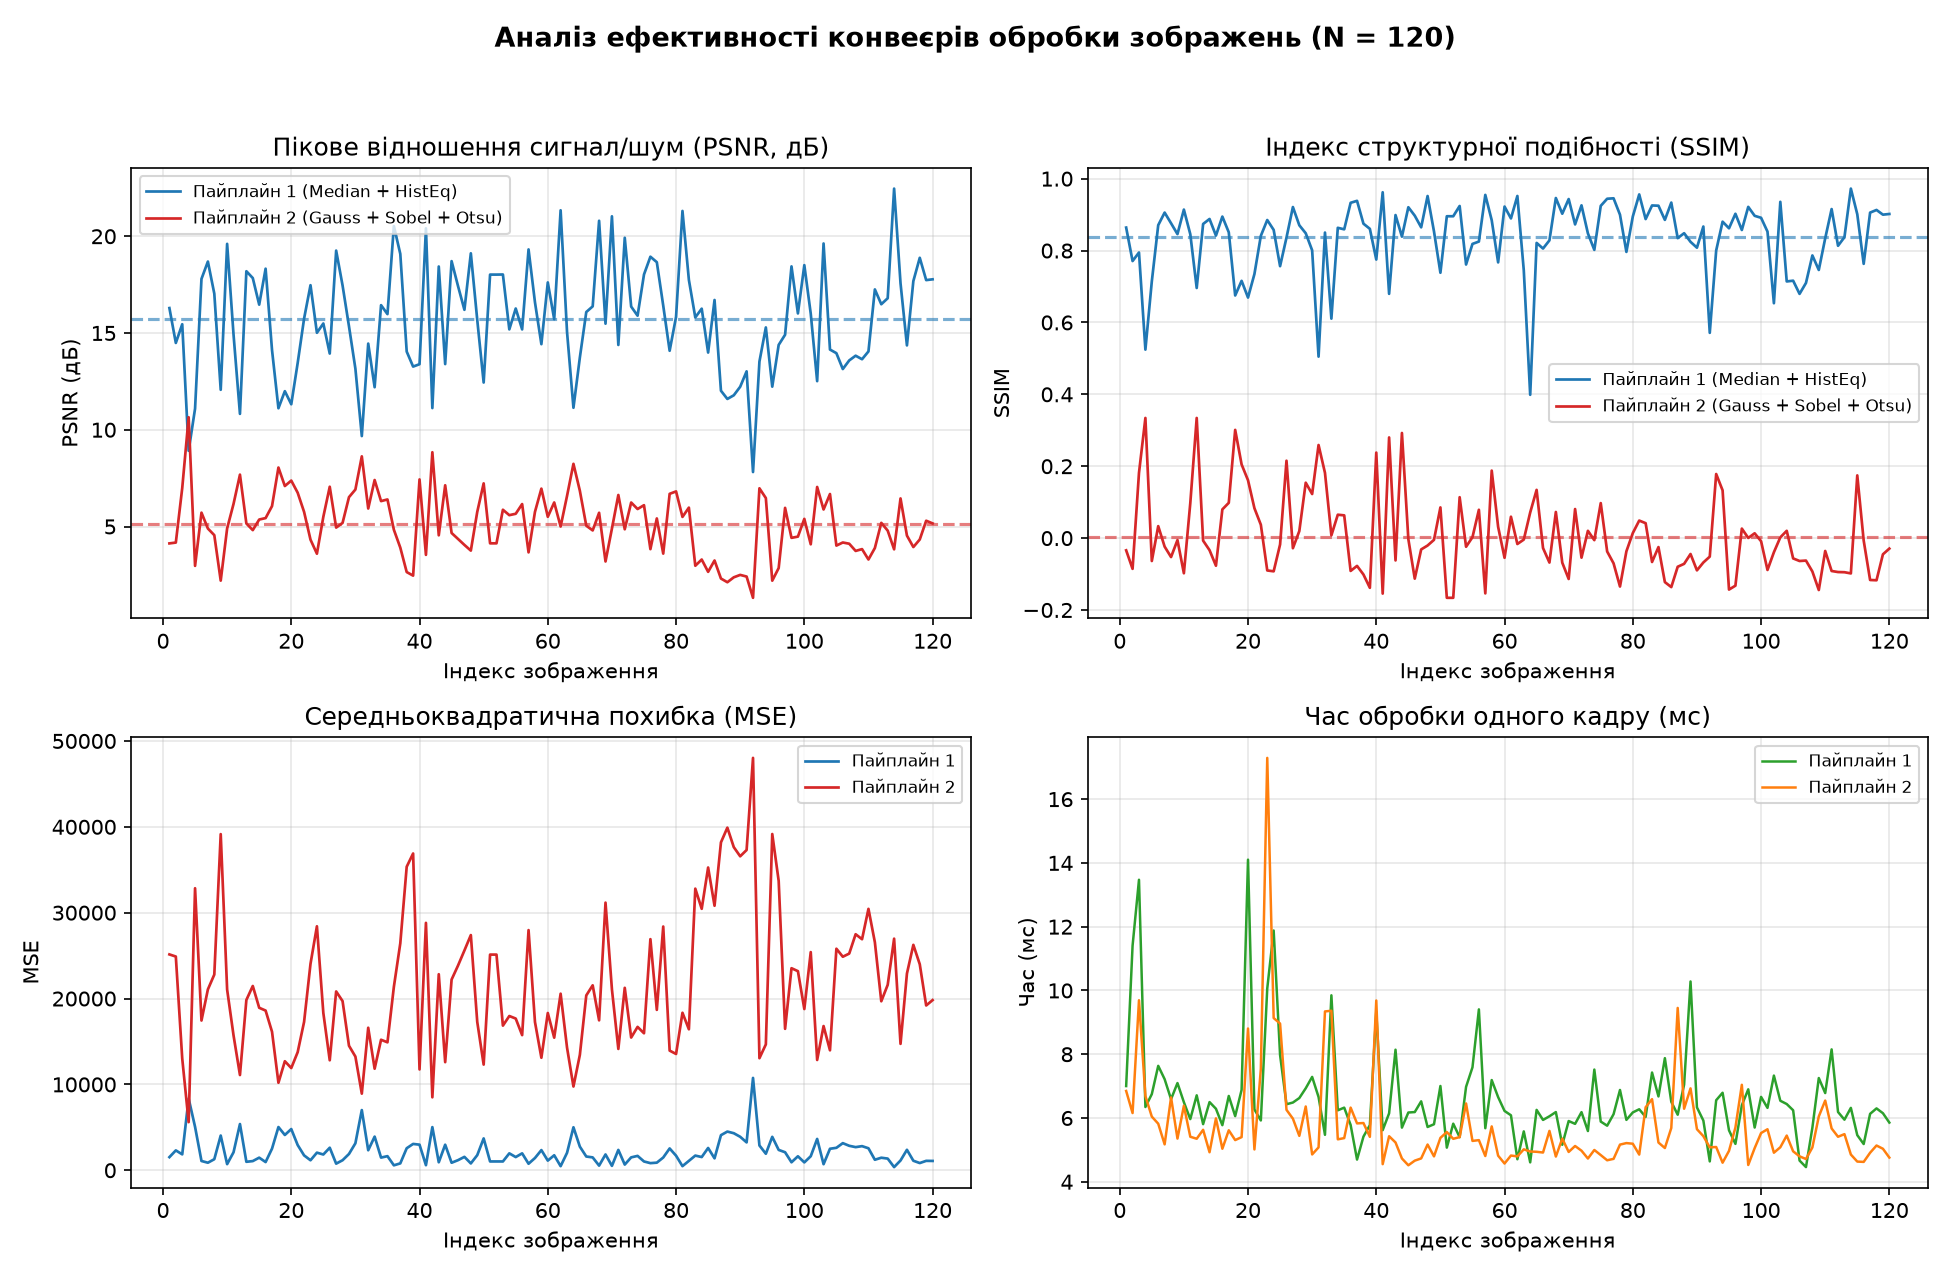 Аналіз ефективності конвеєрів обробки зображень (N = 120)
Пікове відношення сигнал/шум (PSNR, дБ)
Пайплайн 1 (Median + HistEq)
Пайплайн 2 (Gauss + Sobel + Otsu)
PSNR (дБ)
20
15
10
5
0 20 40 60 80 100 120
Індекс зображення
Індекс структурної подібності (SSIM)
SSIM
1.0
0.8
0.6
0.4
0.2
0.0
−0.2
Пайплайн 1 (Median + HistEq)
Пайплайн 2 (Gauss + Sobel + Otsu)
0 20 40 60 80 100 120
Індекс зображення
Середньоквадратична похибка (MSE)
Пайплайн 1
Пайплайн 2
MSE
50000
40000
30000
20000
10000
0
0 20 40 60 80 100 120
Індекс зображення
Час обробки одного кадру (мс)
Пайплайн 1
Пайплайн 2
Час (мс)
16
14
12
10
8
6
4
0 20 40 60 80 100 120
Індекс зображення